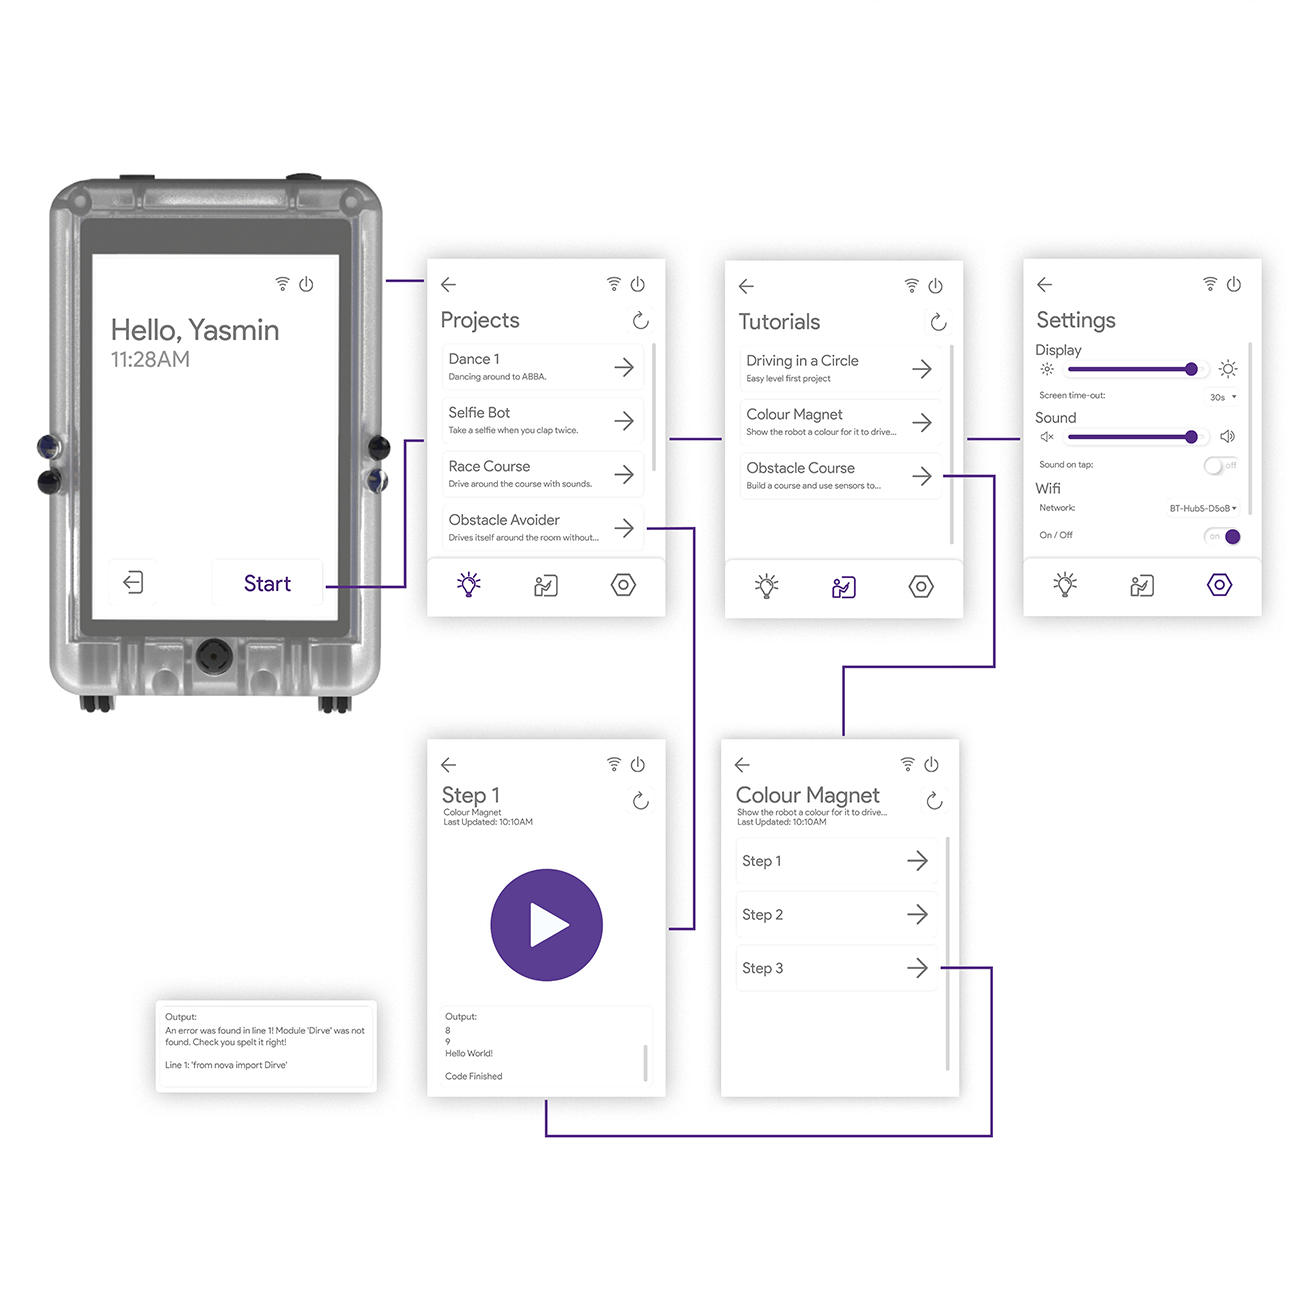 Hello, Yasmin
11:28AM
Start
Projects
Dance 1
Dancing around to ABBA.
Selfie Bot
Take a selfie when you clap twice.
Race Course
Drive around the course with sounds.
Obstacle Avoider
Drives itself around the room without...
Tutorials
Driving in a Circle
Easy level first project
Colour Magnet
Show the robot a colour for it to drive...
Obstacle Course
Build a course and use sensors to...
Settings
Display
Screen time-out: 30s
Sound
Sound on tap: off
Wifi
Network: BT-Hub5-DSoB
On / Off on
Step 1
Colour Magnet
Last Updated: 10:10AM
Output:
8
9
Hello World!
Code Finished
Colour Magnet
Show the robot a colour for it to drive...
Last Updated: 10:10AM
Step 1
Step 2
Step 3
Output:
An error was found in line 1! Module 'Dirve' was not
found. Check you spelt it right!
Line 1: 'from nova import Dirve'